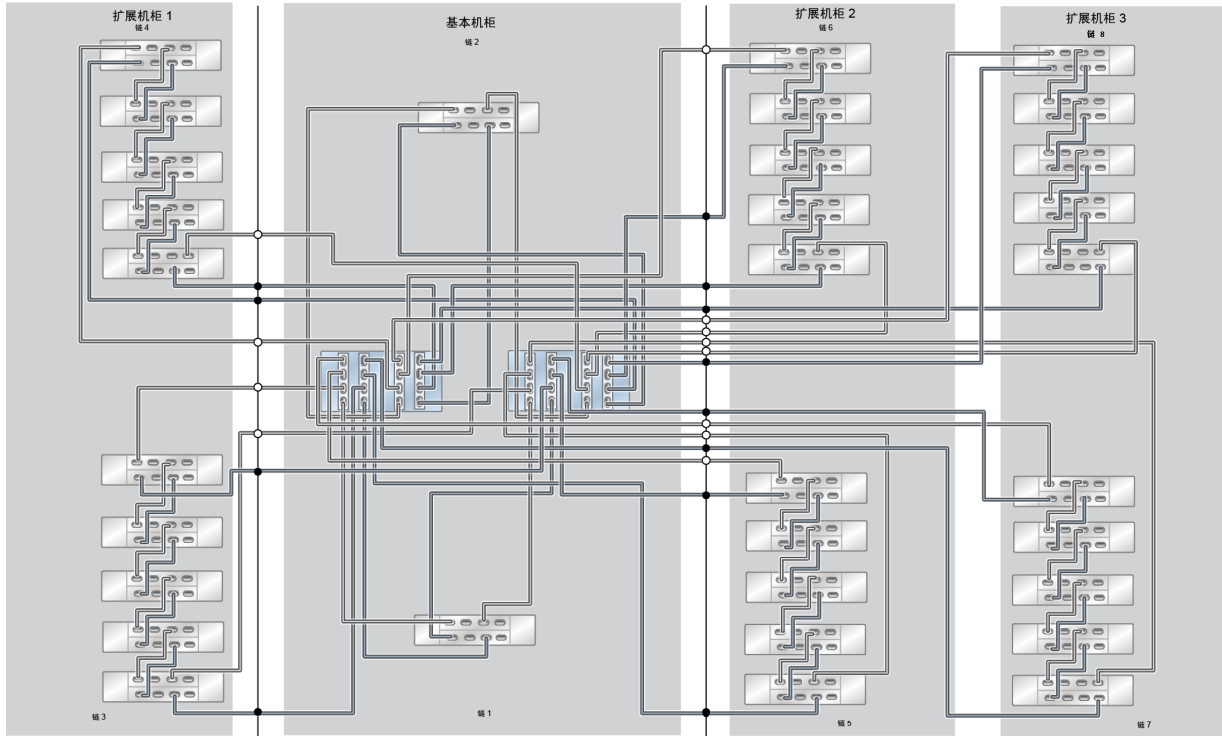 扩展机柜 1
链 4
基本机柜
链 2
扩展机柜 2
链 6
扩展机柜 3
链 8
链 3
链 1
链 5
链 7